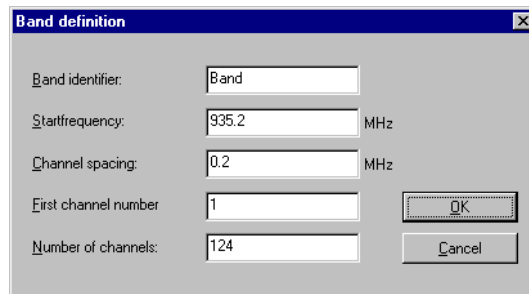 Band definition
Band identifier: Band
Startfrequency: 935.2 MHz
Channel spacing: 0.2 MHz
First channel number 1
OK
Number of channels: 124
Cancel